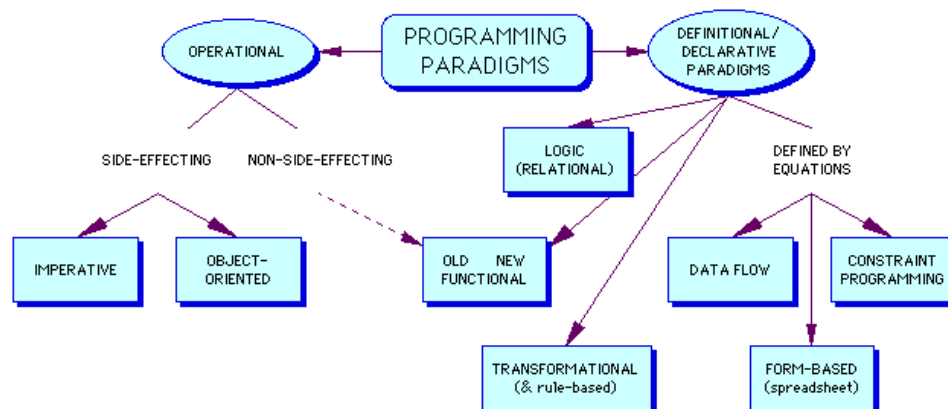 OPERATIONAL
PROGRAMMING
PARADIGMS
DEFINITIONAL/
DECLARATIVE
PARADIGMS
SIDE-EFFECTING
NON-SIDE-EFFECTING
LOGIC
(RELATIONAL)
DEFINED BY
EQUATIONS
IMPERATIVE
OBJECT-
ORIENTED
OLD NEW
FUNCTIONAL
DATA FLOW
CONSTRAINT
PROGRAMMING
TRANSFORMATIONAL
(& rule-based)
FORM-BASED
(spreadsheet)